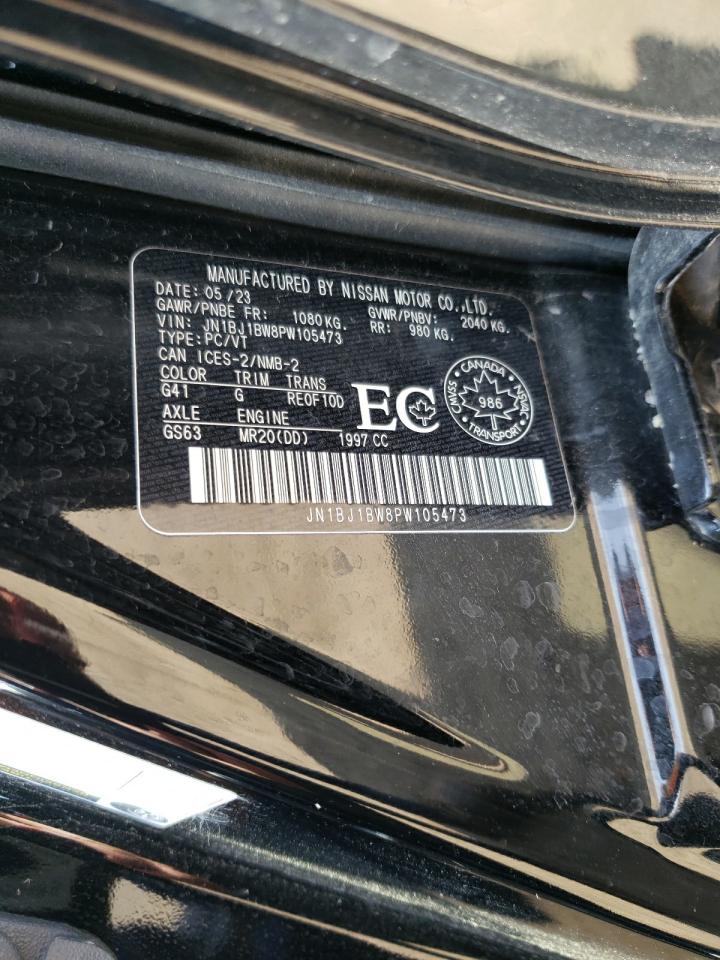 MANUFACTURED BY NISSAN MOTOR CO.,LTD.
DATE: 05/23
GAWR/PNBE FR: 1080KG. GVWR/PNBV: 2040 KG.
VIN: JN1BJ1BW8PW105473 RR: 980 KG.
TYPE: PC/VT
CAN ICES-2/NMB-2
COLOR TRIM TRANS
G41 G RE0F10D
AXLE ENGINE
GS63 MR20(DD) 1997 CC
EC
CANADA
CMVSS 986 NSVAC
TRANSPORT
JN1BJ1BW8PW105473